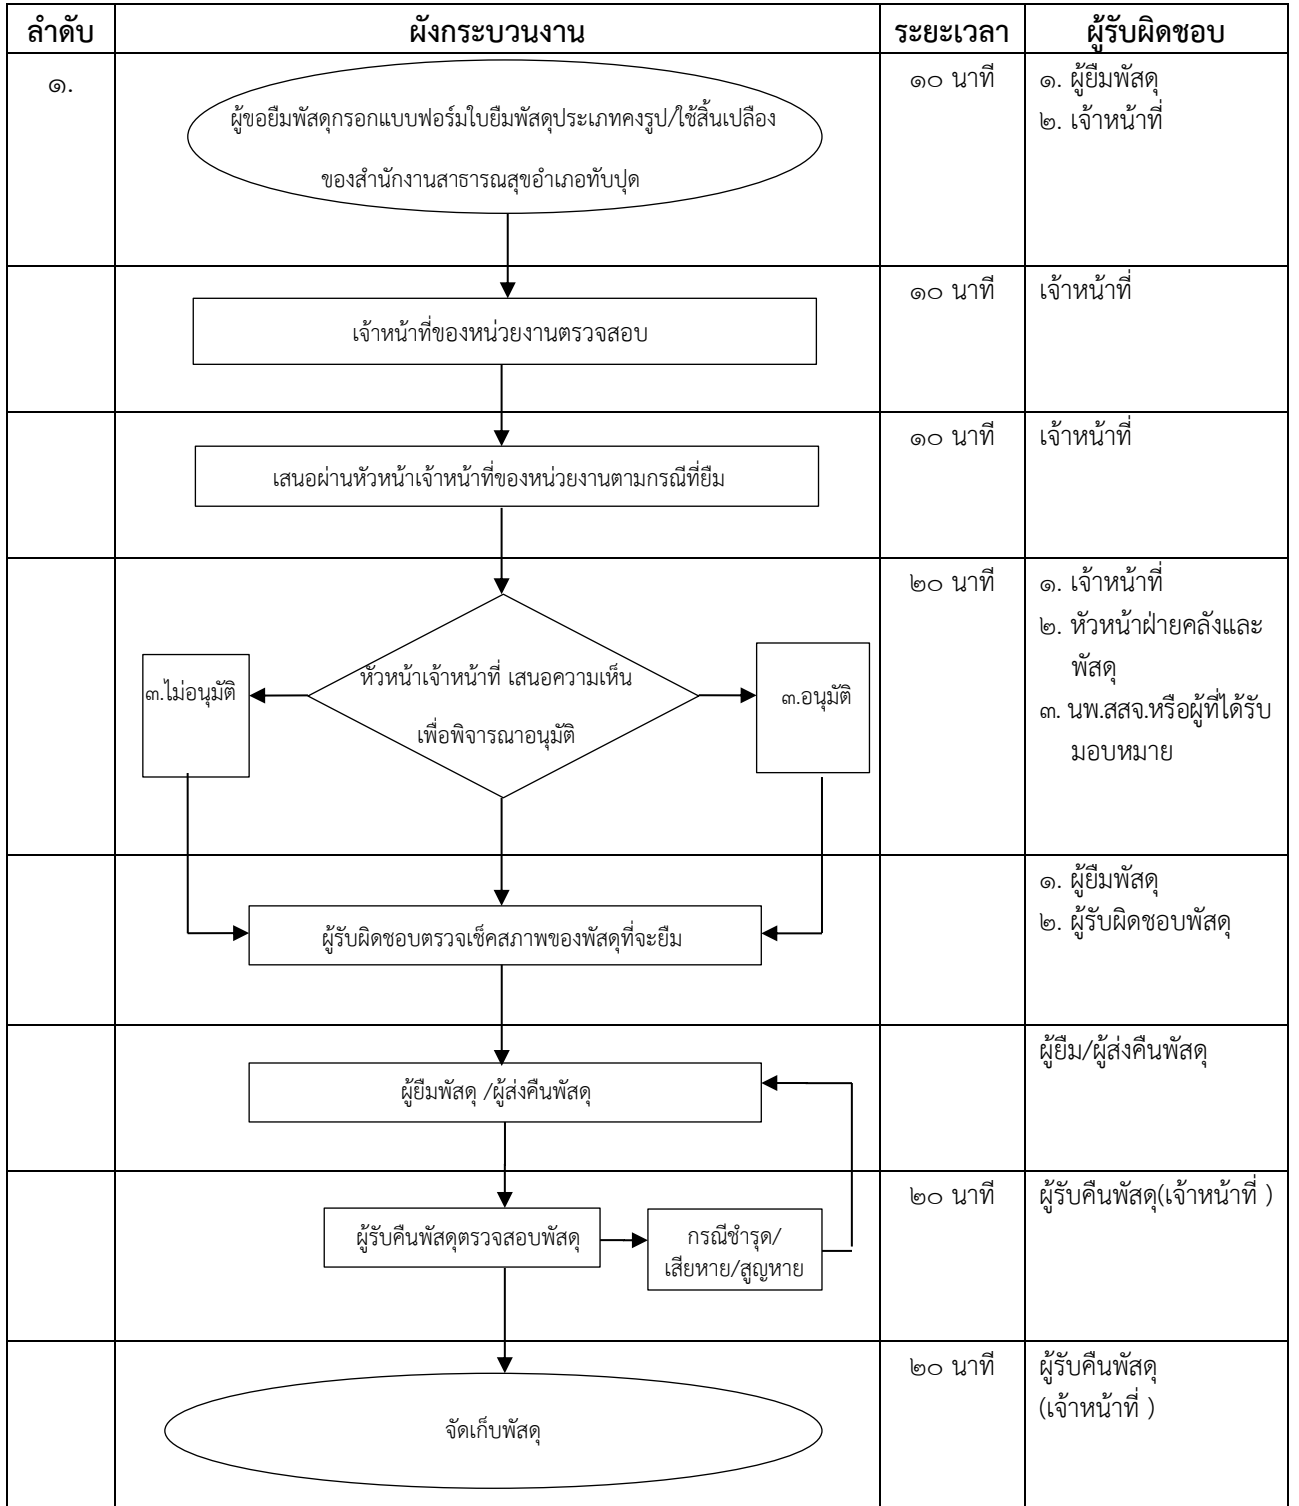 ลำดับ ผังกระบวนงาน ระยะเวลา ผู้รับผิดชอบ
๑.
ผู้ขอยืมพัสดุกรอกแบบฟอร์มใบยืมพัสดุประเภทคงรูป/ใช้สิ้นเปลือง
ของสำนักงานสาธารณสุขอำเภอทับปุด
๑๐ นาที
๑. ผู้ยืมพัสดุ
๒. เจ้าหน้าที่
เจ้าหน้าที่ของหน่วยงานตรวจสอบ
๑๐ นาที
เจ้าหน้าที่
เสนอผ่านหัวหน้าเจ้าหน้าที่ของหน่วยงานตามกรณีที่ยืม
๑๐ นาที
เจ้าหน้าที่
๓.ไม่อนุมัติ
หัวหน้าเจ้าหน้าที่ เสนอความเห็น
เพื่อพิจารณาอนุมัติ
๓.อนุมัติ
๒๐ นาที
๑. เจ้าหน้าที่
๒. หัวหน้าฝ่ายคลังและ
พัสดุ
๓. นพ.สสจ.หรือผู้ที่ได้รับ
มอบหมาย
ผู้รับผิดชอบตรวจเช็คสภาพของพัสดุที่จะยืม
๑. ผู้ยืมพัสดุ
๒. ผู้รับผิดชอบพัสดุ
ผู้ยืมพัสดุ /ผู้ส่งคืนพัสดุ
ผู้ยืม/ผู้ส่งคืนพัสดุ
ผู้รับคืนพัสดุตรวจสอบพัสดุ
กรณีชำรุด/
เสียหาย/สูญหาย
๒๐ นาที
ผู้รับคืนพัสดุ(เจ้าหน้าที่ )
จัดเก็บพัสดุ
๒๐ นาที
ผู้รับคืนพัสดุ
(เจ้าหน้าที่ )